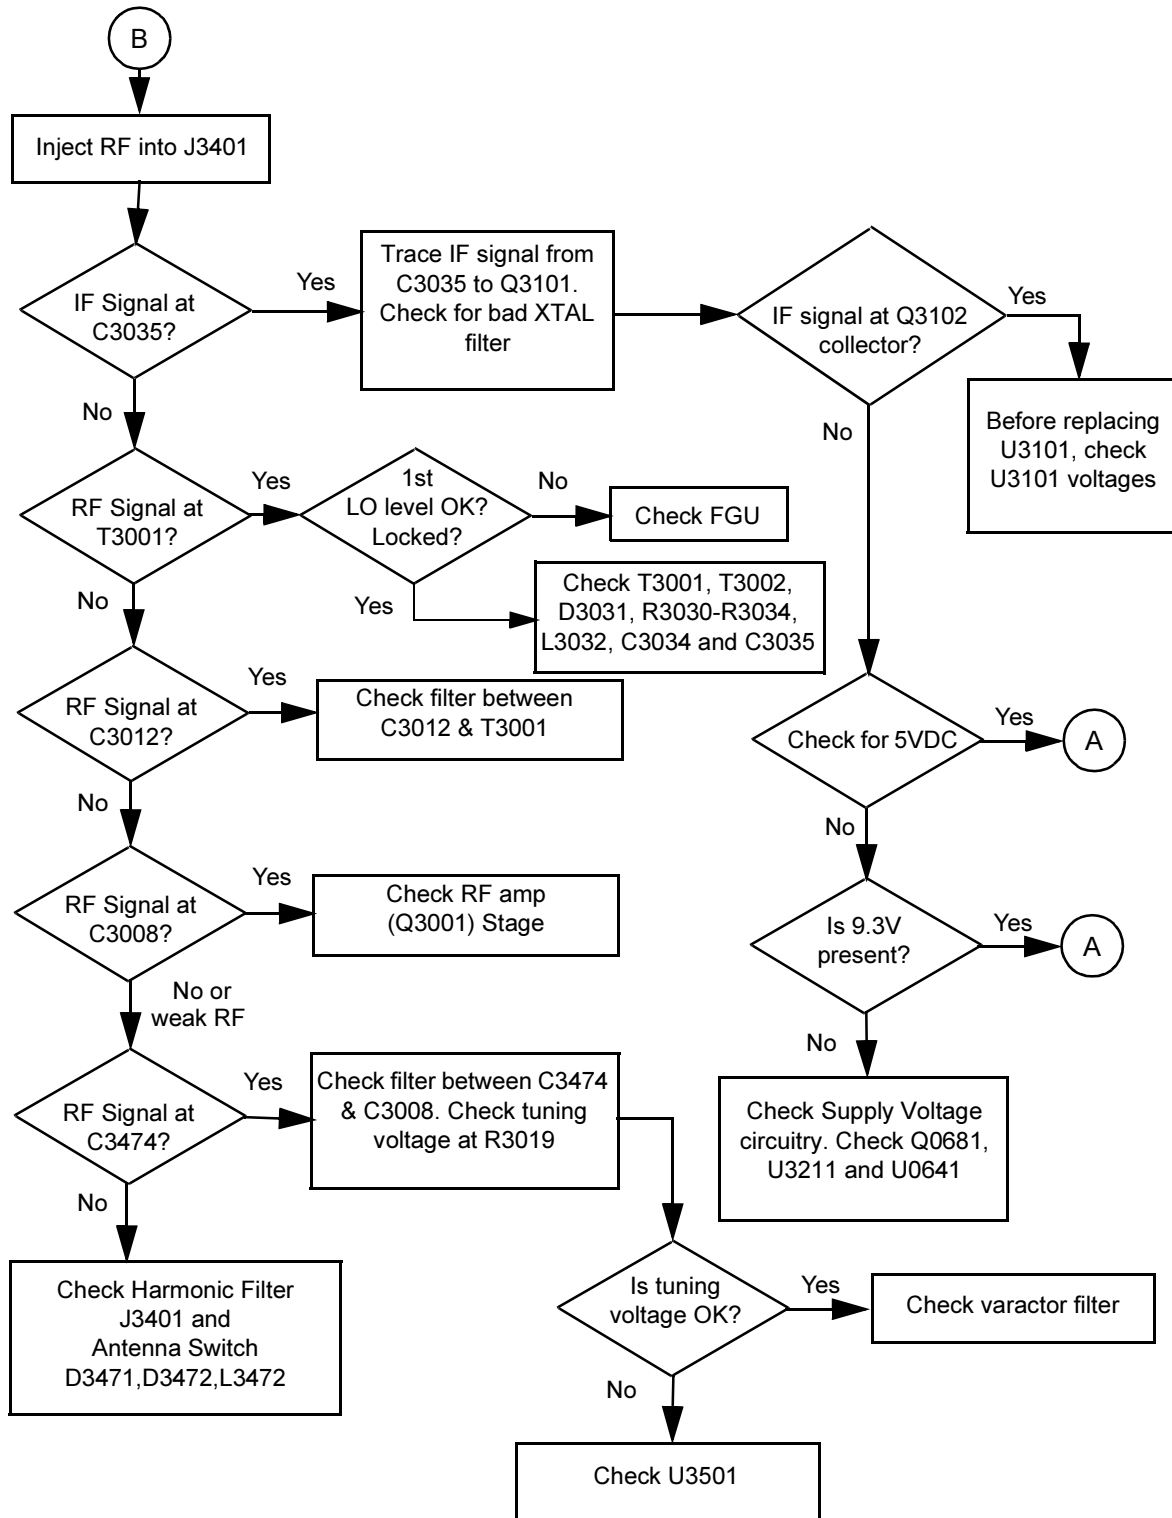 B
Inject RF into J3401
IF Signal at
C3035?
Yes
Trace IF signal from
C3035 to Q3101.
Check for bad XTAL
filter
IF signal at Q3102
collector?
Yes
Before replacing
U3101, check
U3101 voltages
No
No
RF Signal at
T3001?
Yes
1st
LO level OK?
Locked?
No
Check FGU
Yes
Check T3001, T3002,
D3031, R3030-R3034,
L3032, C3034 and C3035
No
RF Signal at
C3012?
Yes
Check filter between
C3012 & T3001
Check for 5VDC
Yes
A
No
No
RF Signal at
C3008?
Yes
Check RF amp
(Q3001) Stage
Is 9.3V
present?
Yes
A
No or
weak RF
No
RF Signal at
C3474?
Yes
Check filter between C3474
& C3008. Check tuning
voltage at R3019
Check Supply Voltage
circuitry. Check Q0681,
U3211 and U0641
No
Check Harmonic Filter
J3401 and
Antenna Switch
D3471,D3472,L3472
Is tuning
voltage OK?
Yes
Check varactor filter
No
Check U3501